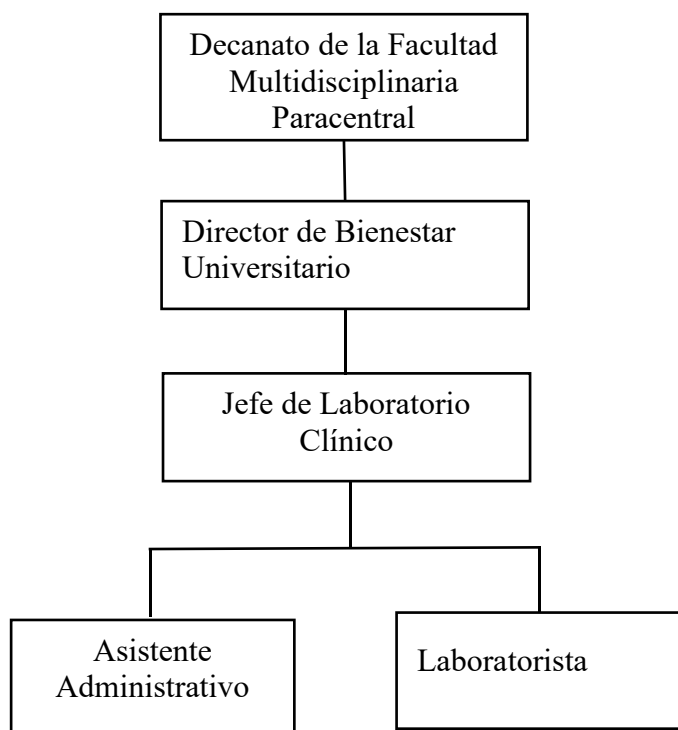 Decanato de la Facultad
Multidisciplinaria
Paracentral
Director de Bienestar
Universitario
Jefe de Laboratorio
Clínico
Asistente
Administrativo
Laboratorista